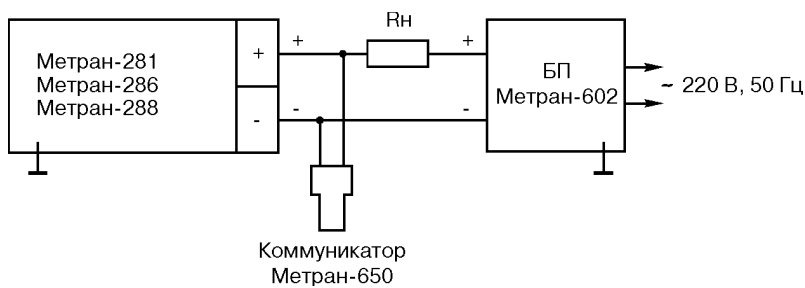 Метран-281
Метран-286
Метран-288
+
-
+
-
Rн
+
-
БП
Метран-602
~ 220 В, 50 Гц
Коммуникатор
Метран-650